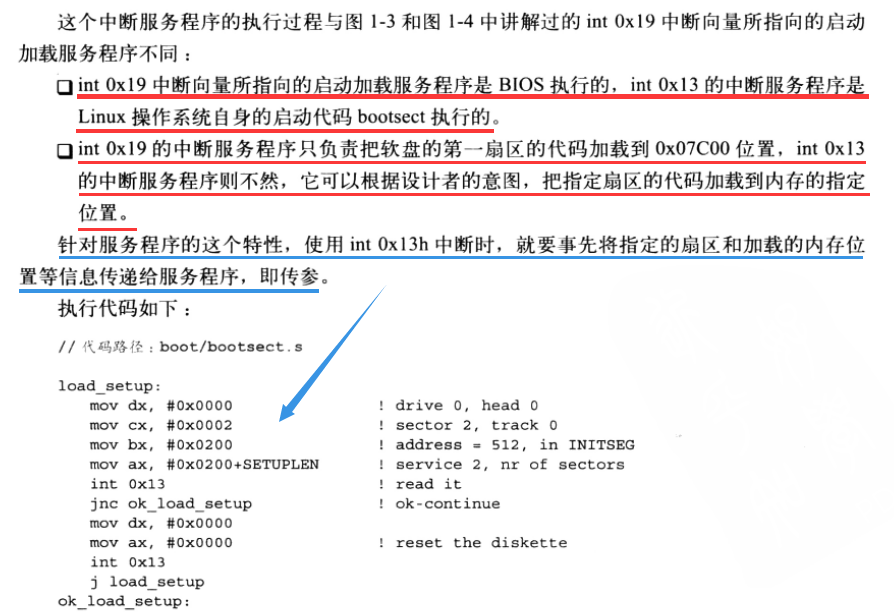 这个中断服务程序的执行过程与图 1-3 和图 1-4 中讲解过的 int 0x19 中断向量所指向的启动
加载服务程序不同：
❑ int 0x19 中断向量所指向的启动加载服务程序是 BIOS 执行的，int 0x13 的中断服务程序是
Linux 操作系统自身的启动代码 bootsect 执行的。
❑ int 0x19 的中断服务程序只负责把软盘的第一扇区的代码加载到 0x07C00 位置，int 0x13
的中断服务程序则不然，它可以根据设计者的意图，把指定扇区的代码加载到内存的指定
位置。
针对服务程序的这个特性，使用 int 0x13h 中断时，就要事先将指定的扇区和加载的内存位
置等信息传递给服务程序，即传参。
执行代码如下：
// 代码路径：boot/bootsect.s
load_setup:
mov dx, #0x0000 ! drive 0, head 0
mov cx, #0x0002 ! sector 2, track 0
mov bx, #0x0200 ! address = 512, in INITSEG
mov ax, #0x0200+SETUPLEN ! service 2, nr of sectors
int 0x13 ! read it
jnc ok_load_setup ! ok-continue
mov dx, #0x0000
mov ax, #0x0000 ! reset the diskette
int 0x13
j load_setup
ok_load_setup: